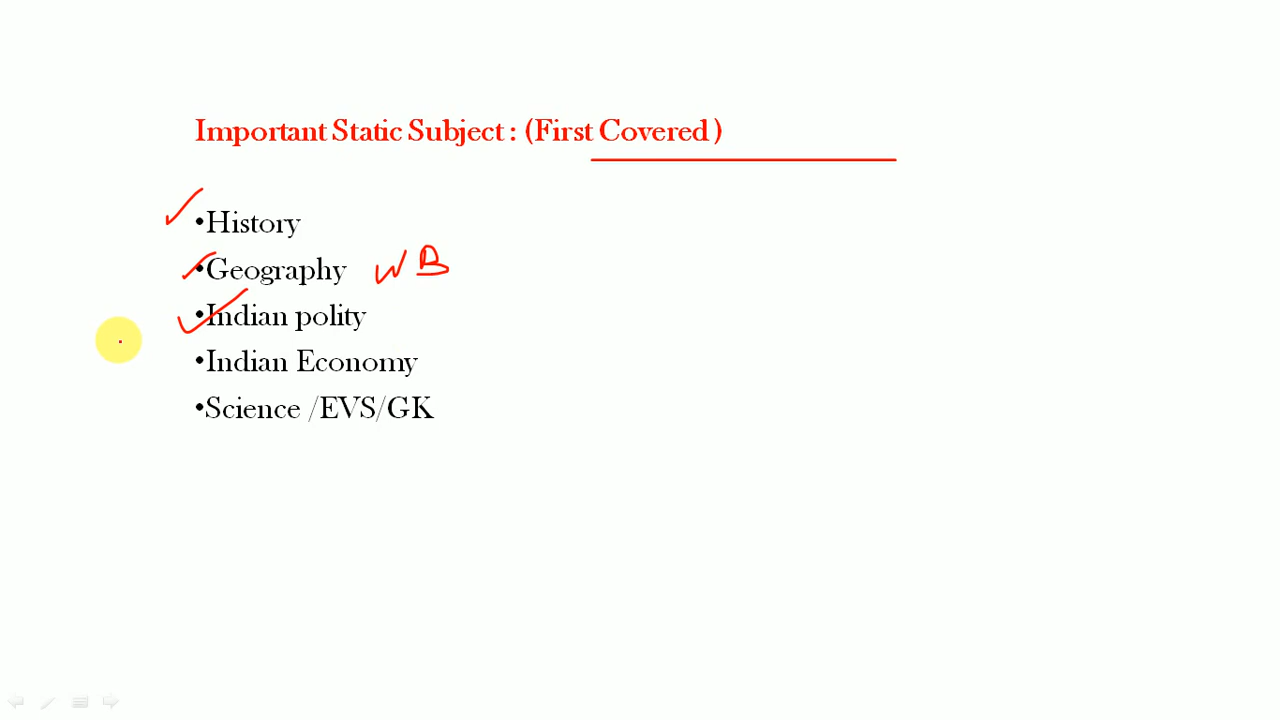 Important Static Subject : (First Covered )
•History
•Geography WB
•Indian polity
•Indian Economy
•Science /EVS/GK